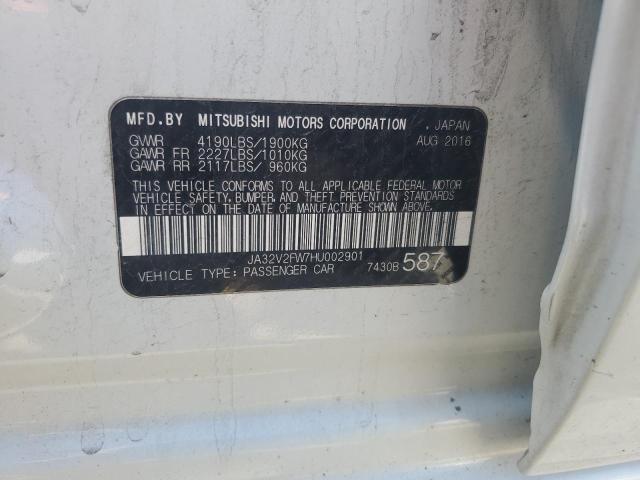 MFD.BY MITSUBISHI MOTORS CORPORATION . JAPAN
GVWR 4190LBS/1900KG AUG 2016
GAWR FR 2227LBS/1010KG
GAWR RR 2117LBS/ 960KG
THIS VEHICLE CONFORMS TO ALL APPLICABLE FEDERAL MOTOR
VEHICLE SAFETY, BUMPER, AND THEFT PREVENTION STANDARDS
IN EFFECT ON THE DATE OF MANUFACTURE SHOWN ABOVE.
JA32V2FW7HU002901
VEHICLE TYPE: PASSENGER CAR 7430B 587